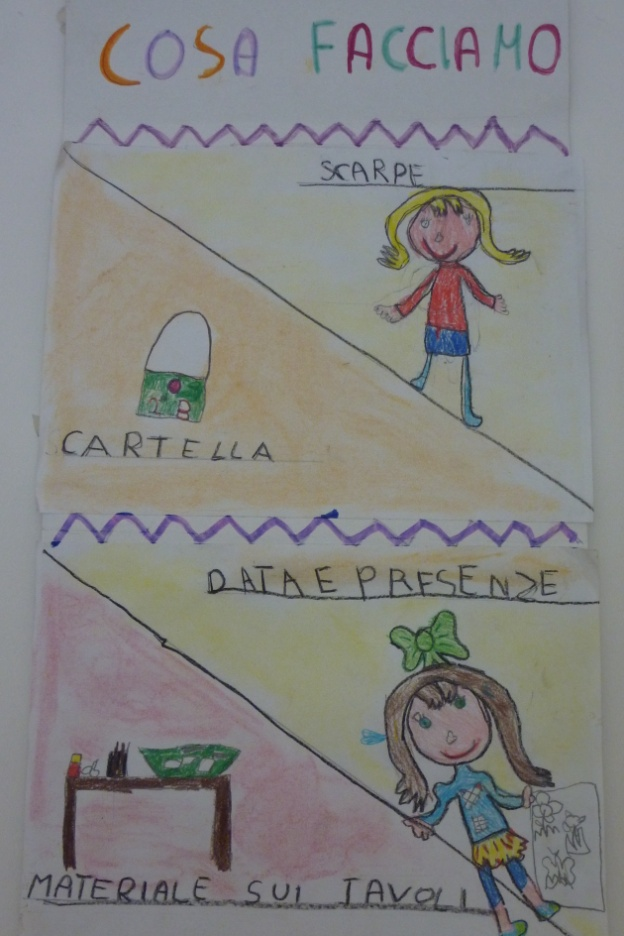 COSA FACCIAMO
SCARPE
CARTELLA
DATA E PRESENZE
MATERIALE SUI TAVOLI